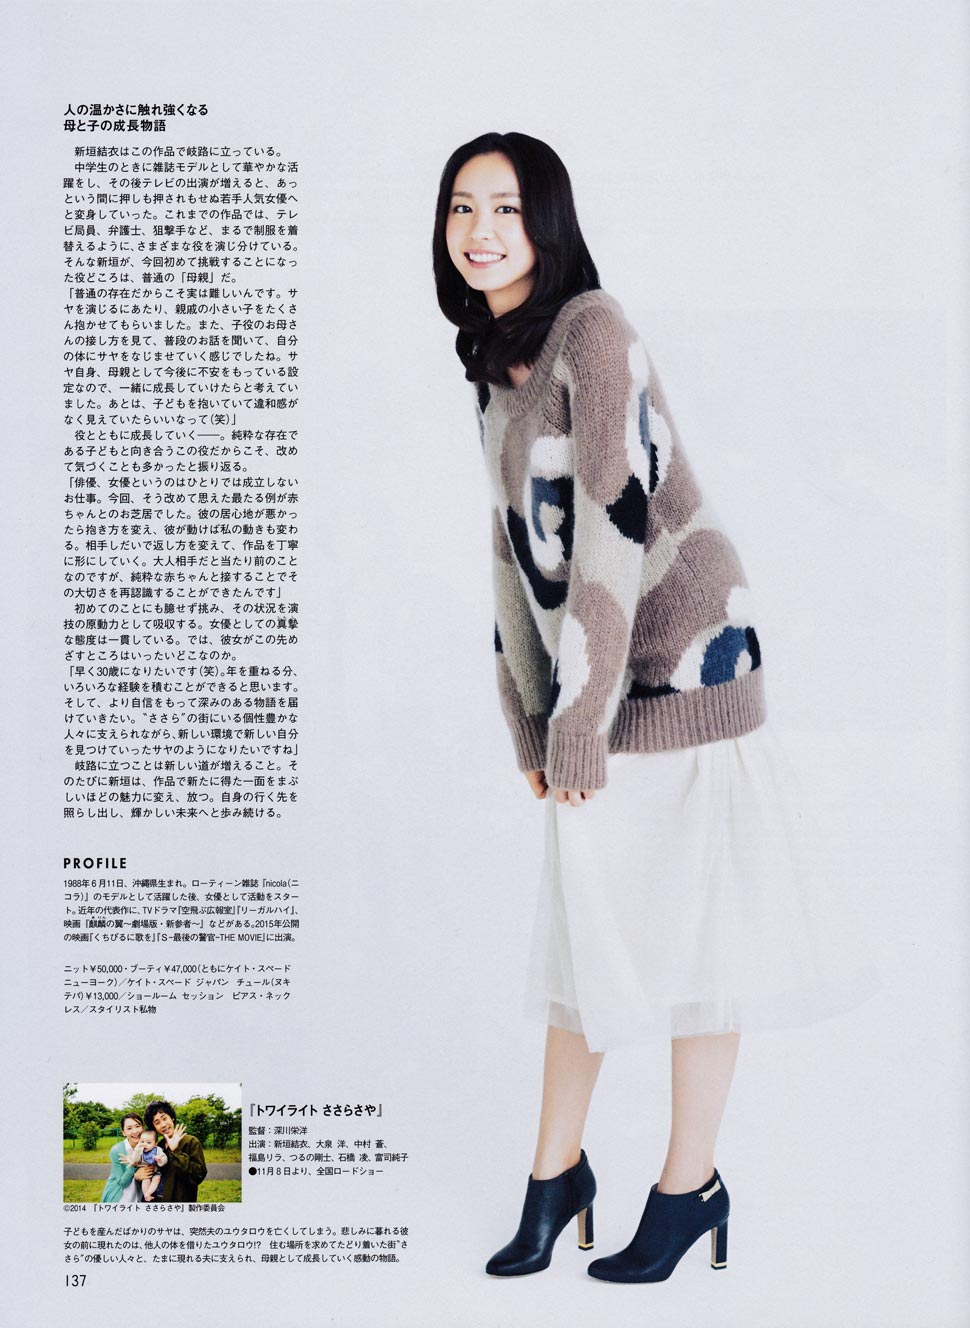 人の温かさに触れ強くなる
母と子の成長物語
新垣結衣はこの作品で岐路に立っている。
中学生のときに雑誌モデルとして華やかな活
躍をし、その後テレビの出演が増えると、あっ
という間に押しも押されもせぬ若手人気女優へ
と変身していった。これまでの作品では、テレ
ビ局員、弁護士、狙撃手など、まるで制服を着
替えるように、さまざまな役を演じ分けている。
そんな新垣が、今回初めて挑戦することになっ
た役どころは、普通の「母親」だ。
「普通の存在だからこそ実は難しいんです。サ
ヤを演じるにあたり、親戚の小さい子をたくさ
ん抱かせてもらいました。また、子役のお母さ
んの接し方を見て、普段のお話を聞いて、自分
の体にサヤをなじませていく感じでしたね。サ
ヤ自身、母親として今後に不安をもっている設
定なので、一緒に成長していけたらと考えてい
ました。あとは、子どもを抱いていて違和感が
なく見えていたらいいなって(笑)」
役とともに成長していく――。純粋な存在で
ある子どもと向き合うこの役だからこそ、改め
て気づくことも多かったと振り返る。
「俳優、女優というのはひとりでは成立しない
お仕事。今回、そう改めて思えた最たる例が赤
ちゃんとのお芝居でした。彼の居心地が悪かっ
たら抱き方を変え、彼が動けば私の動きも変わ
る。相手しだいで返し方を変えて、作品を丁寧
に形にしていく。大人相手だと当たり前のこと
なのですが、純粋な赤ちゃんと接することでそ
の大切さを再認識することができたんです」
初めてのことにも臆せず挑み、その状況を演
技の原動力として吸収する。女優としての真摯
な態度は一貫している。では、彼女がこの先め
ざすところはいったいどこなのか。
「早く30歳になりたいです(笑)。年を重ねる分、
いろいろな経験を積むことができると思います。
そして、より自信をもって深みのある物語を届
けていきたい。“ささら”の街にいる個性豊かな
人々に支えられながら、新しい環境で新しい自分
を見つけていったサヤのようになりたいですね」
岐路に立つことは新しい道が増えること。そ
のたびに新垣は、作品で新たに得た一面をまぶ
しいほどの魅力に変え、放つ。自身の行く先を
照らし出し、輝かしい未来へと歩み続ける。
PROFILE
1988年6月11日、沖縄県生まれ。ローティーン雑誌『nicola(ニ
コラ)』のモデルとして活躍した後、女優として活動をスター
ト。近年の代表作に、TVドラマ『空飛ぶ広報室』『リーガルハイ』、
映画『麒麟の翼〜劇場版・新参者〜』などがある。2015年公開
の映画『くちびるに歌を』『S-最後の警官-THE MOVIE』に出演。
ニット¥50,000・ブーティ¥47,000(ともにケイト・スペード
ニューヨーク)／ケイト・スペード ジャパン チュール(ヌキ
テパ)¥13,000／ショールーム セッション ピアス・ネック
レス／スタイリスト私物
『トワイライト ささらさや』
監督：深川栄洋
出演：新垣結衣、大泉 洋、中村 蒼、
福島リラ、つるの剛士、石橋 凌、富司純子
●11月8日より、全国ロードショー
©2014 『トワイライト ささらさや』製作委員会
子どもを産んだばかりのサヤは、突然夫のユウタロウを亡くしてしまう。悲しみに暮れる彼
女の前に現れたのは、他人の体を借りたユウタロウ!? 住む場所を求めてたどり着いた街“さ
さら”の優しい人々と、たまに現れる夫に支えられ、母親として成長していく感動の物語。
137